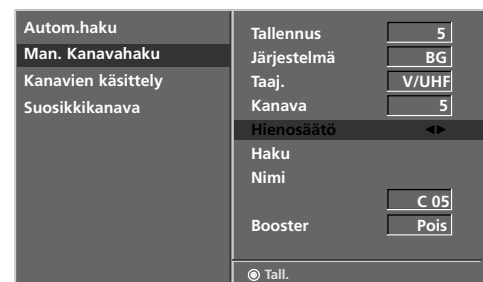 Autom.haku
Man. Kanavahaku
Kanavien käsittely
Suosikkikanava
Tallennus 5
Järjestelmä BG
Taaj. V/UHF
Kanava 5
Hienosäätö ◀▶
Haku
Nimi
C 05
Booster Pois
◉ Tall.